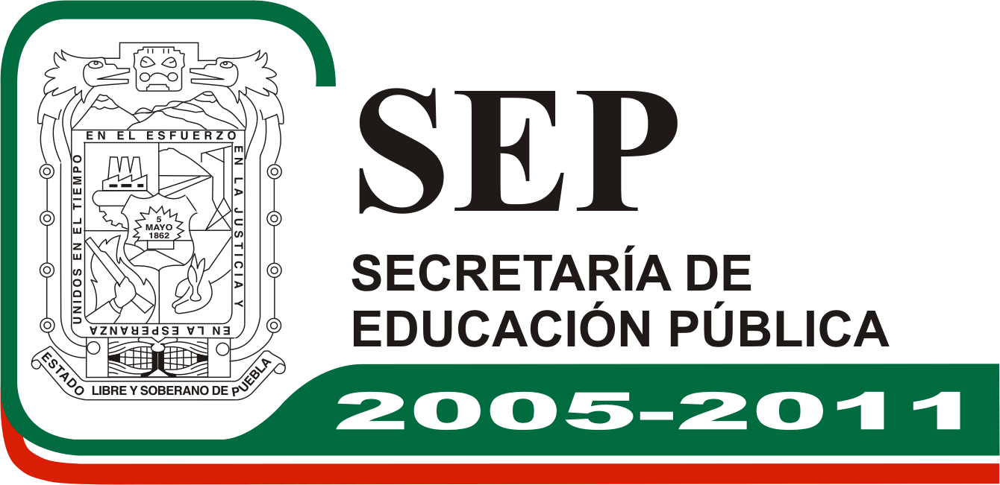 EN EL ESFUERZO
EN LA JUSTICIA Y
EN LA ESPERANZA
UNIDOS EN EL TIEMPO
5
MAYO
1862
ESTADO LIBRE Y SOBERANO DE PUEBLA
SEP
SECRETARÍA DE
EDUCACIÓN PÚBLICA
2005-2011